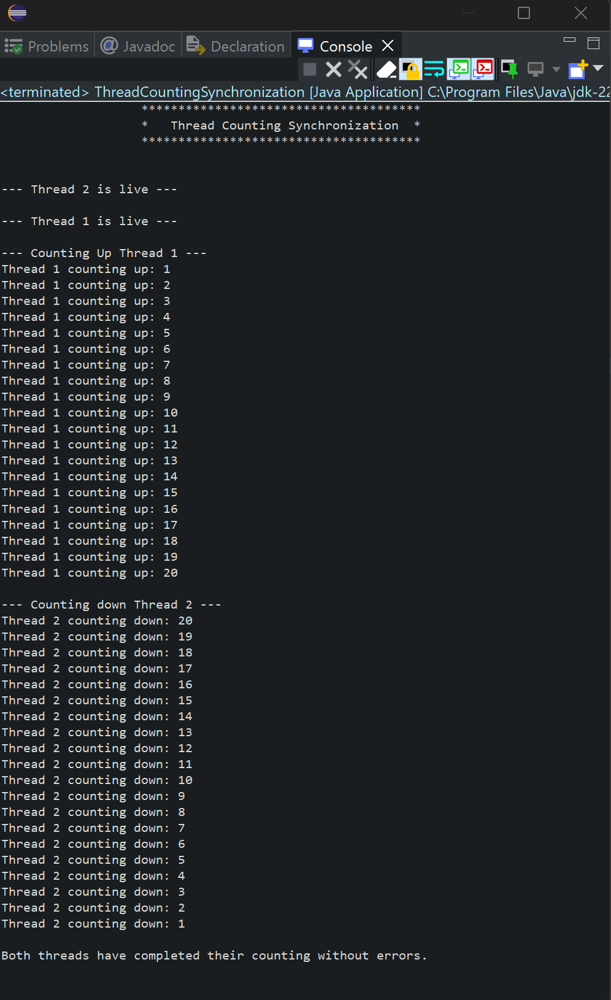 Problems @ Javadoc Declaration Console
<terminated> ThreadCountingSynchronization [Java Application] C:\Program Files\Java\jdk-22
**************************************
*   Thread Counting Synchronization  *
**************************************
--- Thread 2 is live ---
--- Thread 1 is live ---
--- Counting Up Thread 1 ---
Thread 1 counting up: 1
Thread 1 counting up: 2
Thread 1 counting up: 3
Thread 1 counting up: 4
Thread 1 counting up: 5
Thread 1 counting up: 6
Thread 1 counting up: 7
Thread 1 counting up: 8
Thread 1 counting up: 9
Thread 1 counting up: 10
Thread 1 counting up: 11
Thread 1 counting up: 12
Thread 1 counting up: 13
Thread 1 counting up: 14
Thread 1 counting up: 15
Thread 1 counting up: 16
Thread 1 counting up: 17
Thread 1 counting up: 18
Thread 1 counting up: 19
Thread 1 counting up: 20
--- Counting down Thread 2 ---
Thread 2 counting down: 20
Thread 2 counting down: 19
Thread 2 counting down: 18
Thread 2 counting down: 17
Thread 2 counting down: 16
Thread 2 counting down: 15
Thread 2 counting down: 14
Thread 2 counting down: 13
Thread 2 counting down: 12
Thread 2 counting down: 11
Thread 2 counting down: 10
Thread 2 counting down: 9
Thread 2 counting down: 8
Thread 2 counting down: 7
Thread 2 counting down: 6
Thread 2 counting down: 5
Thread 2 counting down: 4
Thread 2 counting down: 3
Thread 2 counting down: 2
Thread 2 counting down: 1
Both threads have completed their counting without errors.